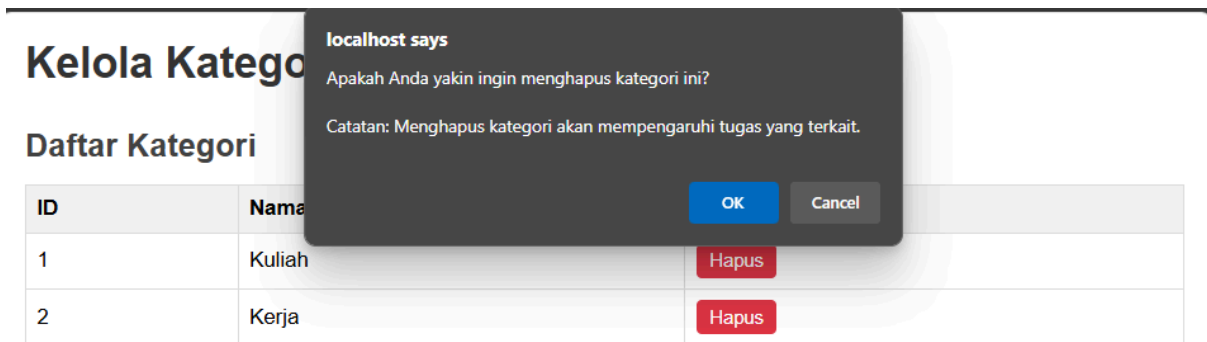 localhost says
Apakah Anda yakin ingin menghapus kategori ini?
Catatan: Menghapus kategori akan mempengaruhi tugas yang terkait.
OK Cancel
Kelola Katego
Daftar Kategori
ID Nama
1 Kuliah Hapus
2 Kerja Hapus